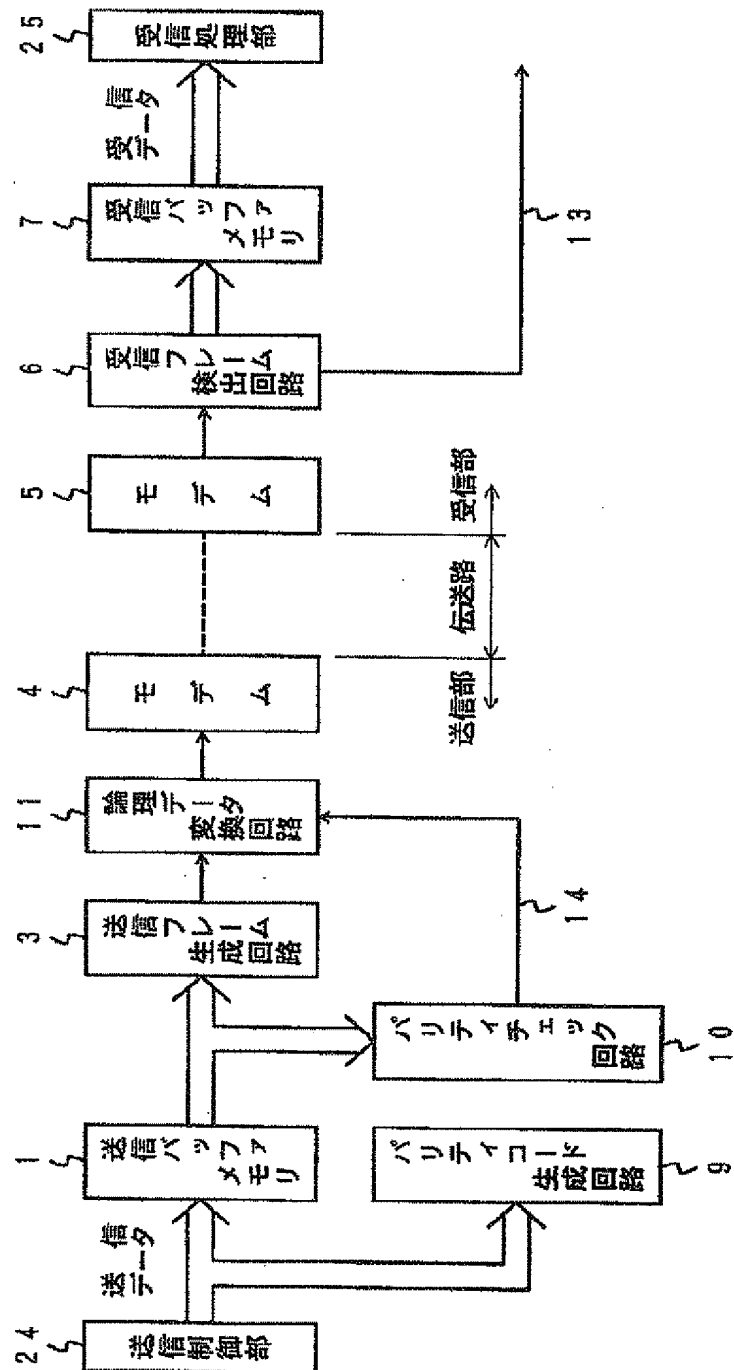 24
送信制御部
送信
データ
1
送信バッファ
メモリ
パリティコード
生成回路
9
3
送信フレーム
生成回路
パリティチェック
回路
10
14
11
論理データ
変換回路
4
モデム
送信部
伝送路
受信部
5
モデム
6
受信フレーム
検出回路
13
7
受信バッファ
メモリ
受信
データ
25
受信処理部